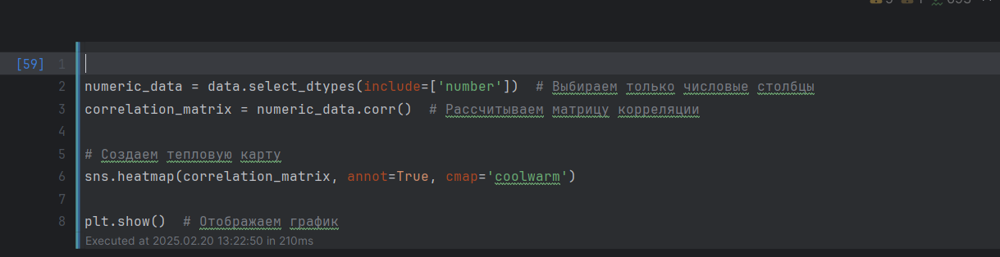 [59] 1
2 numeric_data = data.select_dtypes(include=['number'])  # Выбираем только числовые столбцы
3 correlation_matrix = numeric_data.corr()  # Рассчитываем матрицу корреляции
4
5 # Создаем тепловую карту
6 sns.heatmap(correlation_matrix, annot=True, cmap='coolwarm')
7
8 plt.show()  # Отображаем график
Executed at 2025.02.20 13:22:50 in 210ms